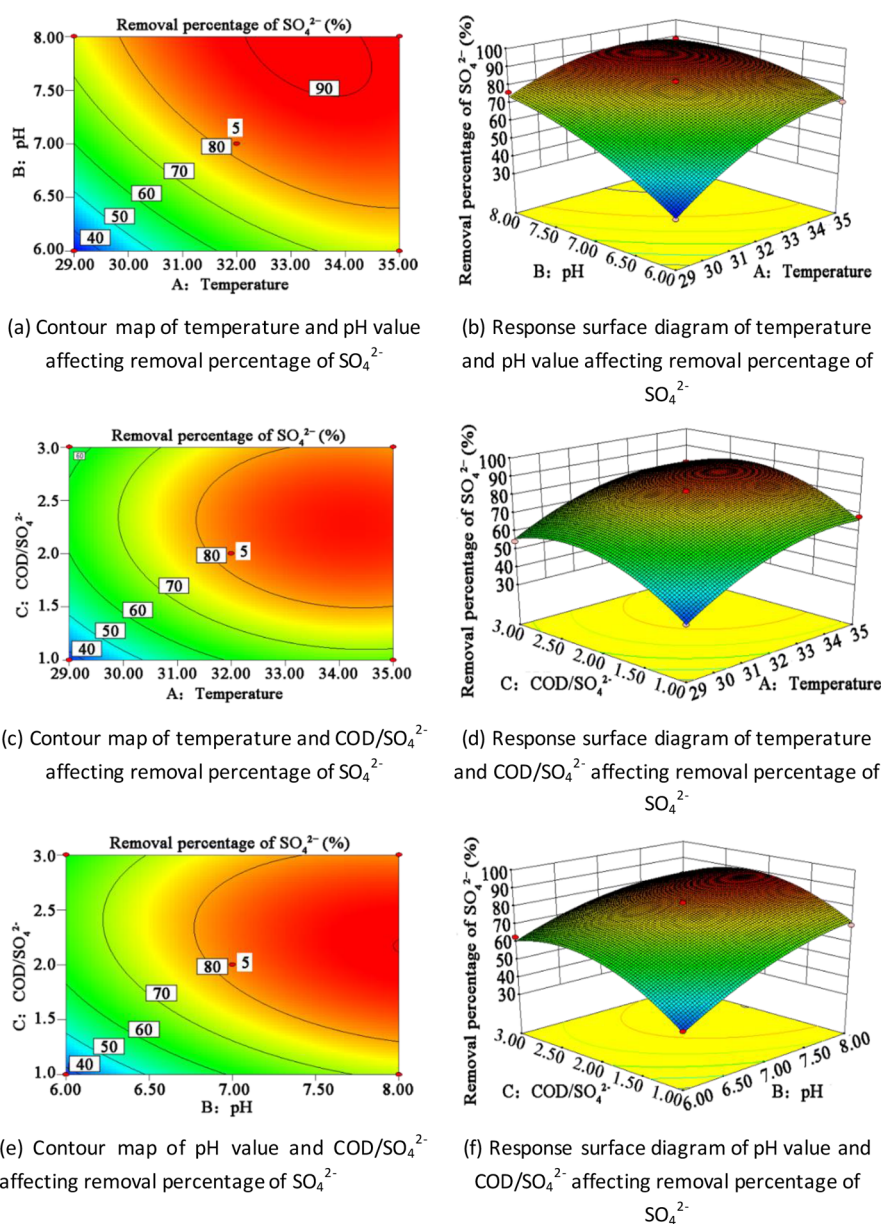 Removal percentage of SO₄²⁻ (%)
8.00
7.50
7.00
6.50
6.00
B: pH
90
5
80
70
60
50
40
29.00 30.00 31.00 32.00 33.00 34.00 35.00
A: Temperature
Removal percentage of SO₄²⁻ (%)
100
90
80
70
60
50
40
30
8.00 7.50 7.00 6.50 6.00
29 30 31 32 33 34 35
B: pH
A: Temperature
(a) Contour map of temperature and pH value
affecting removal percentage of SO₄²⁻
(b) Response surface diagram of temperature
and pH value affecting removal percentage of
SO₄²⁻
Removal percentage of SO₄²⁻ (%)
3.0
2.5
2.0
1.5
1.0
C: COD/SO₄²⁻
60
80 5
70
60
50
40
29.00 30.00 31.00 32.00 33.00 34.00 35.00
A: Temperature
Removal percentage of SO₄²⁻ (%)
100
90
80
70
60
50
40
30
3.00 2.50 2.00 1.50 1.00
29 30 31 32 33 34 35
C: COD/SO₄²⁻
A: Temperature
(c) Contour map of temperature and COD/SO₄²⁻
affecting removal percentage of SO₄²⁻
(d) Response surface diagram of temperature
and COD/SO₄²⁻ affecting removal percentage of
SO₄²⁻
Removal percentage of SO₄²⁻ (%)
3.0
2.5
2.0
1.5
1.0
C: COD/SO₄²⁻
80 5
70
60
50
40
6.00 6.50 7.00 7.50 8.00
B: pH
Removal percentage of SO₄²⁻ (%)
100
90
80
70
60
50
40
30
3.00 2.50 2.00 1.50 1.00
6.00 6.50 7.00 7.50 8.00
C: COD/SO₄²⁻
B: pH
(e) Contour map of pH value and COD/SO₄²⁻
affecting removal percentage of SO₄²⁻
(f) Response surface diagram of pH value and
COD/SO₄²⁻ affecting removal percentage of
SO₄²⁻